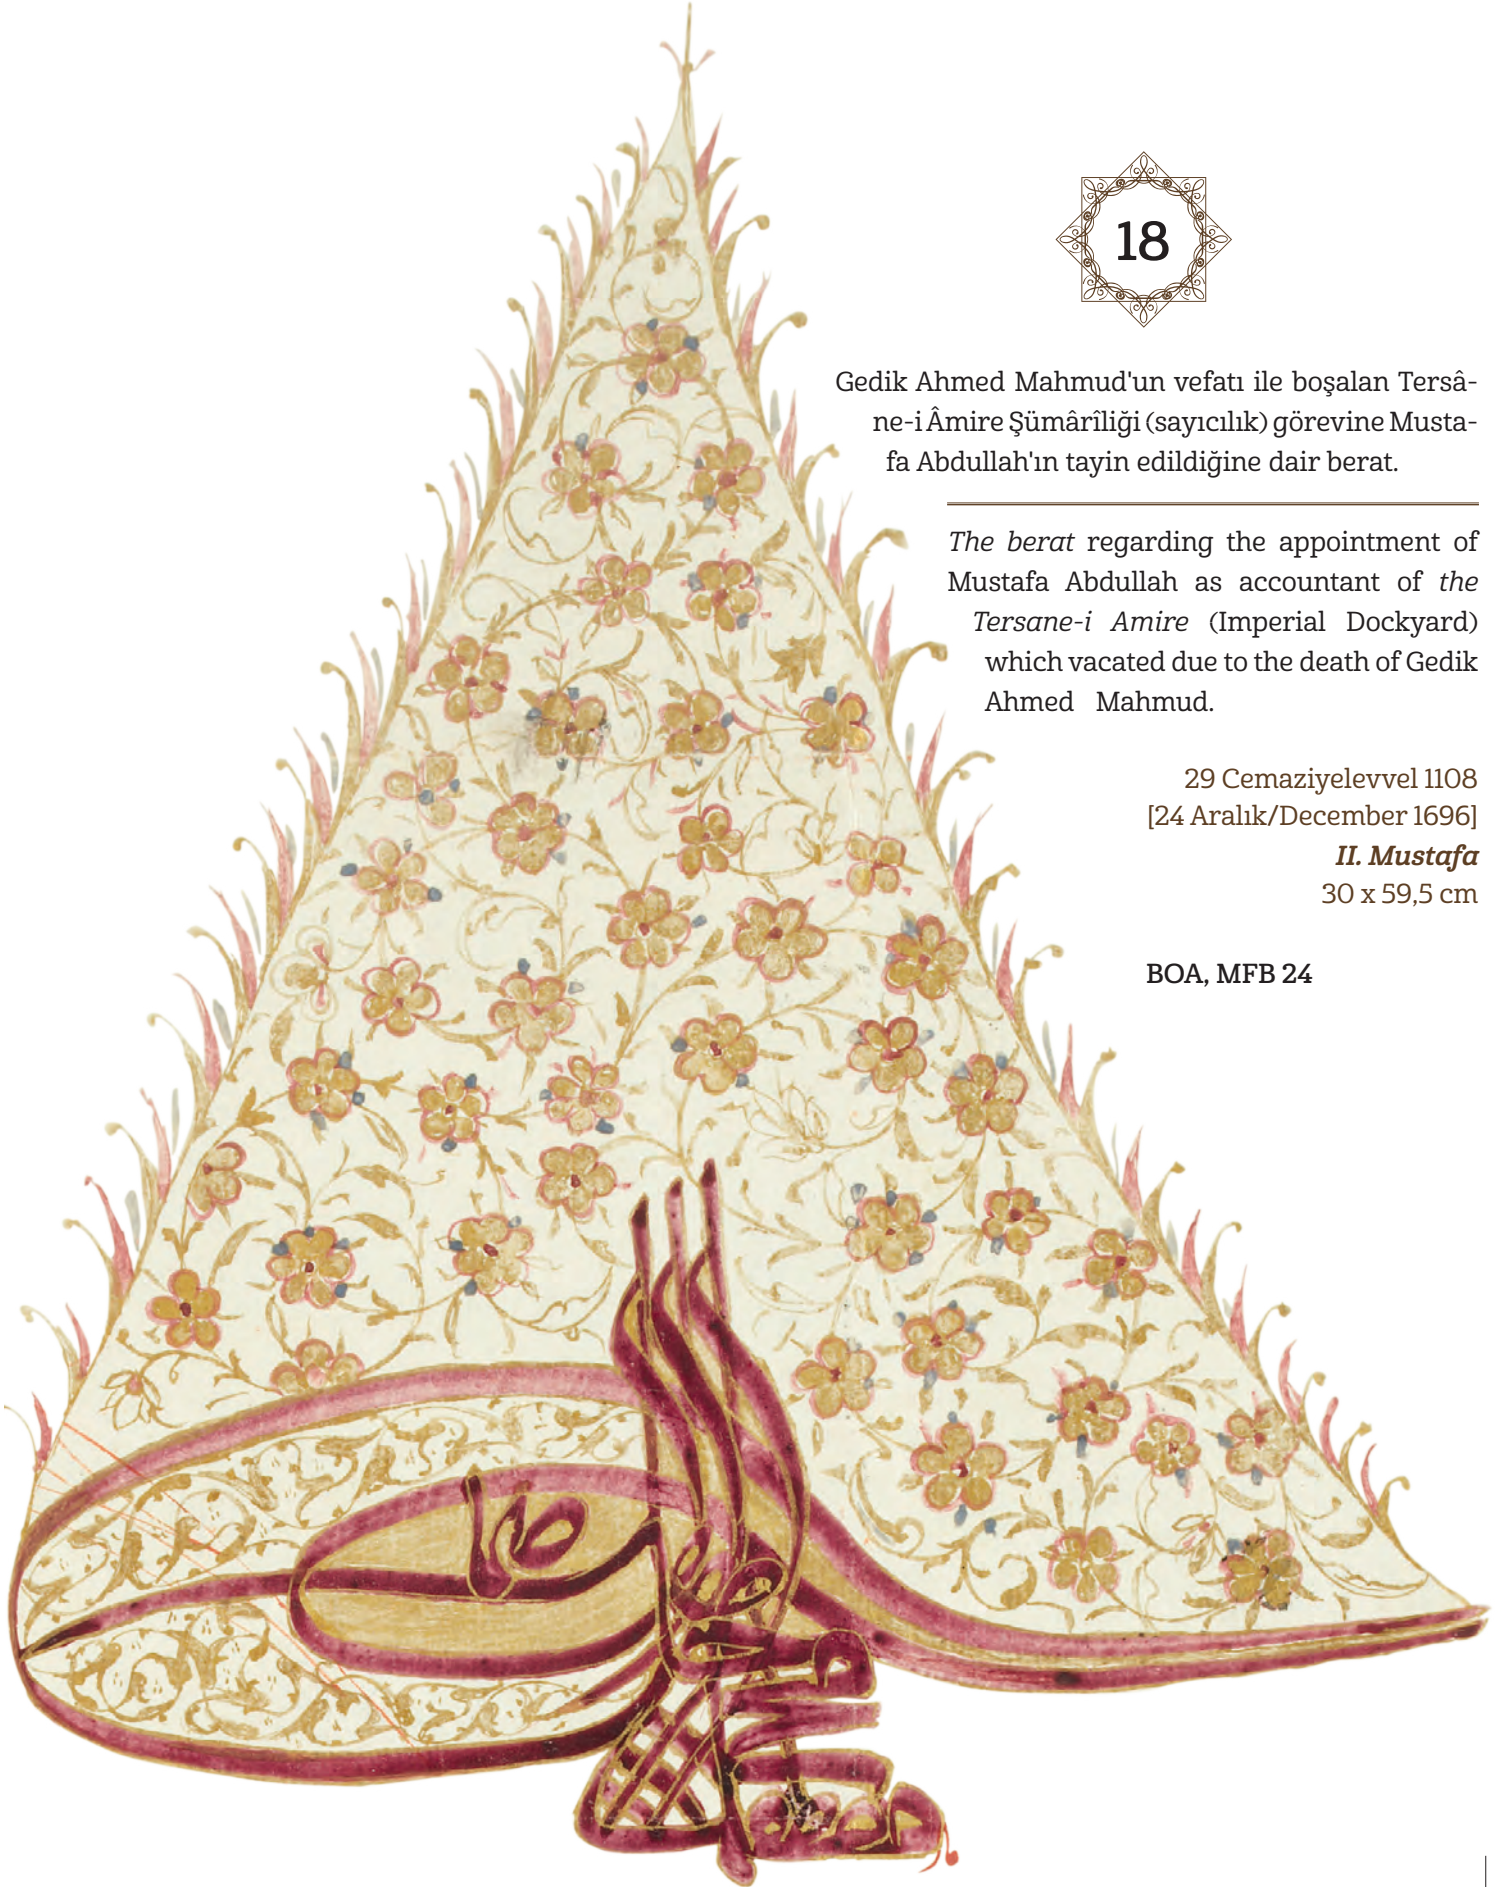 18
Gedik Ahmed Mahmud'un vefatı ile boşalan Tersâ-
ne-i Âmire Şümârîliği (sayıcılık) görevine Musta-
fa Abdullah'ın tayin edildiğine dair berat.
The berat regarding the appointment of
Mustafa Abdullah as accountant of the
Tersane-i Amire (Imperial Dockyard)
which vacated due to the death of Gedik
Ahmed Mahmud.
29 Cemaziyelevvel 1108
[24 Aralık/December 1696]
II. Mustafa
30 x 59,5 cm
BOA, MFB 24